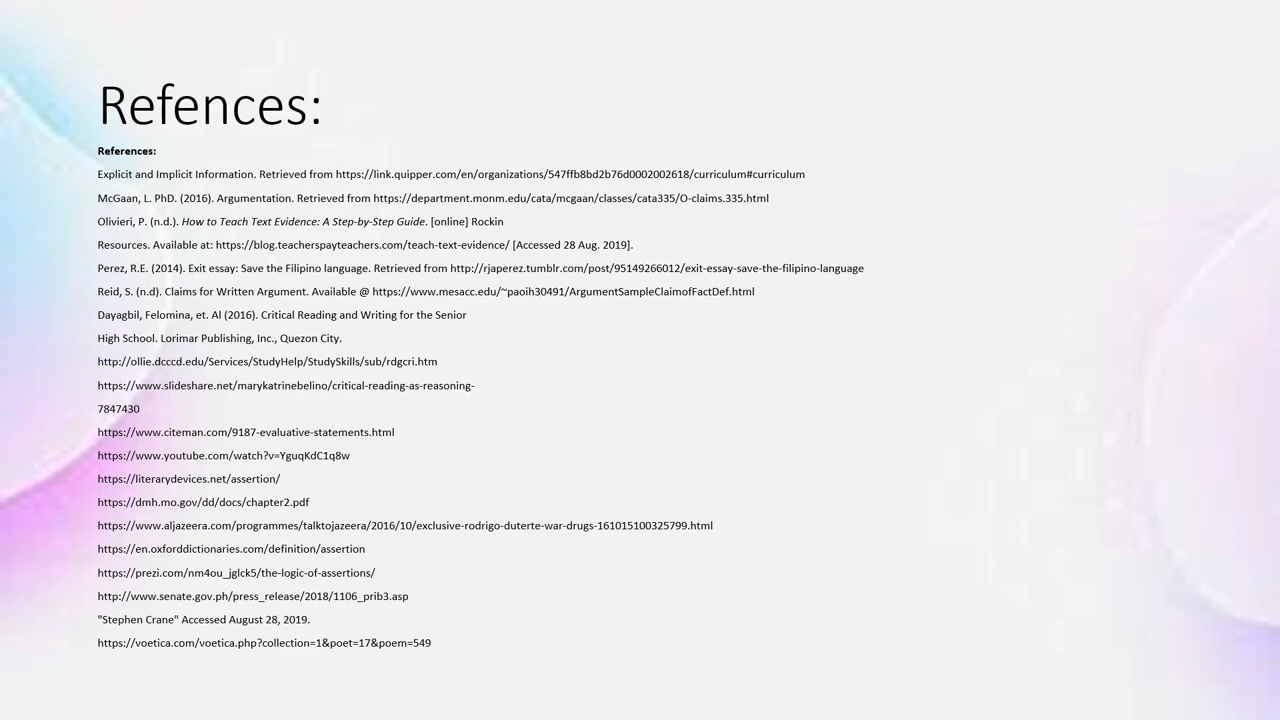 Refences:
References:
Explicit and Implicit Information. Retrieved from https://link.quipper.com/en/organizations/547ffb8bd2b76d0002002618/curriculum#curriculum
McGaan, L. PhD. (2016). Argumentation. Retrieved from https://department.monm.edu/cata/mcgaan/classes/cata335/O-claims.335.html
Olivieri, P. (n.d.). How to Teach Text Evidence: A Step-by-Step Guide. [online] Rockin
Resources. Available at: https://blog.teacherspayteachers.com/teach-text-evidence/ [Accessed 28 Aug. 2019].
Perez, R.E. (2014). Exit essay: Save the Filipino language. Retrieved from http://rjaperez.tumblr.com/post/95149266012/exit-essay-save-the-filipino-language
Reid, S. (n.d). Claims for Written Argument. Available @ https://www.mesacc.edu/~paoih30491/ArgumentSampleClaimofFactDef.html
Dayagbil, Felomina, et. Al (2016). Critical Reading and Writing for the Senior
High School. Lorimar Publishing, Inc., Quezon City.
http://ollie.dcccd.edu/Services/StudyHelp/StudySkills/sub/rdgcri.htm
https://www.slideshare.net/marykatrinebelino/critical-reading-as-reasoning-
7847430
https://www.citeman.com/9187-evaluative-statements.html
https://www.youtube.com/watch?v=YguqKdC1q8w
https://literarydevices.net/assertion/
https://dmh.mo.gov/dd/docs/chapter2.pdf
https://www.aljazeera.com/programmes/talktojazeera/2016/10/exclusive-rodrigo-duterte-war-drugs-161015100325799.html
https://en.oxforddictionaries.com/definition/assertion
https://prezi.com/nm4ou_jglck5/the-logic-of-assertions/
http://www.senate.gov.ph/press_release/2018/1106_prib3.asp
"Stephen Crane" Accessed August 28, 2019.
https://voetica.com/voetica.php?collection=1&poet=17&poem=549